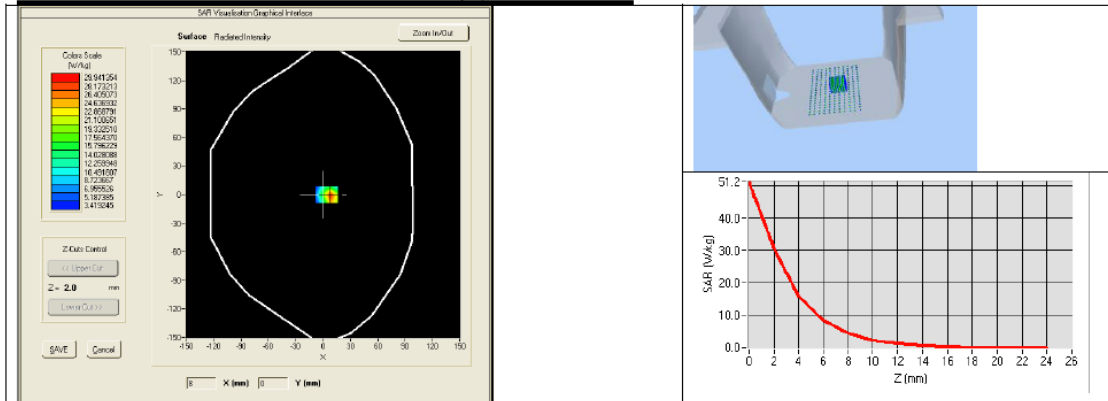 SAR Visualisation Graphical Interface
Surface Radiated Intensity
Zoom In/Out
Colors Scale
(W/kg)
29.941354
28.173213
26.405073
24.636932
22.868791
21.100651
19.332510
17.564370
15.796229
14.028088
12.259948
10.491807
8.723667
6.955526
5.187385
3.419245
Z-Cuts Control
<< Upper Cut
Z = 2.0 mm
Lower Cut >>
SAVE Cancel
150-
120-
90-
60-
30-
0-
-30-
-60-
-90-
-120-
-150-
Y
-150 -120 -90 -60 -30 0 30 60 90 120 150
X
8 X (mm) 0 Y (mm)
51.2
40.0
30.0
20.0
10.0
0.0
SAR (W/kg)
0 2 4 6 8 10 12 14 16 18 20 22 24 26
Z (mm)